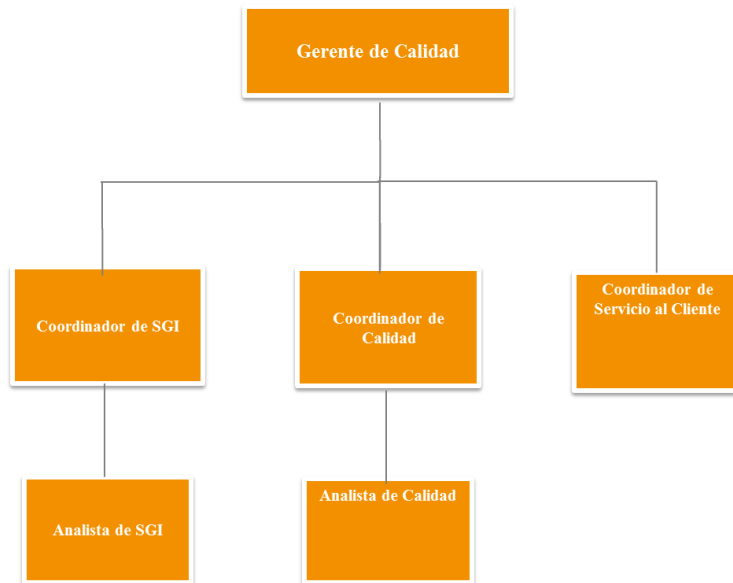 Gerente de Calidad
Coordinador de SGI
Coordinador de
Calidad
Coordinador de
Servicio al Cliente
Analista de SGI
Analista de Calidad